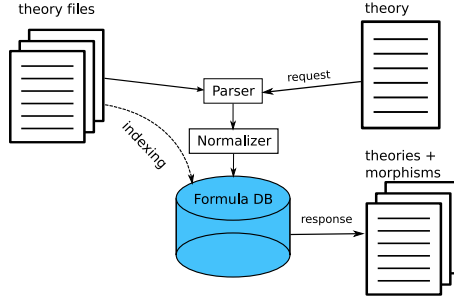 theory files
theory
Parser
request
indexing
Normalizer
theories +
morphisms
Formula DB
response